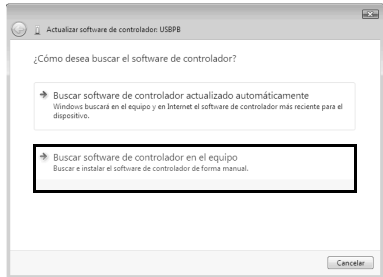 Actualizar software de controlador: USBPB
¿Cómo desea buscar el software de controlador?
Buscar software de controlador actualizado automáticamente
Windows buscará en el equipo y en Internet el software de controlador más reciente para el
dispositivo.
Buscar software de controlador en el equipo
Buscar e instalar el software de controlador de forma manual.
Cancelar